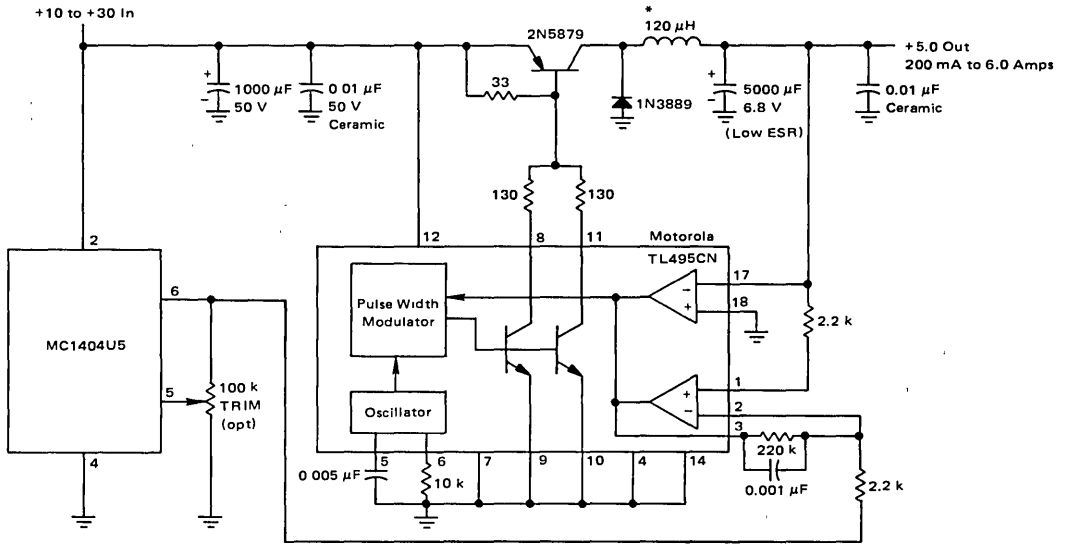 +10 to +30 In
*
120 μH
2N5879
+5.0 Out
200 mA to 6.0 Amps
33
+
−
1000 μF
50 V
0 01 μF
50 V
Ceramic
1N3889
+
−
5000 μF
6.8 V
(Low ESR)
0.01 μF
Ceramic
130
130
2
12
8
11
Motorola
TL495CN
17
18
−
+
2.2 k
6
Pulse Width
Modulator
MC1404U5
5
100 k
TRIM
(opt)
Oscillator
+
−
1
2
3
220 k
0.001 μF
2.2 k
4
0 005 μF
5
6
10 k
7
9
10
4
14